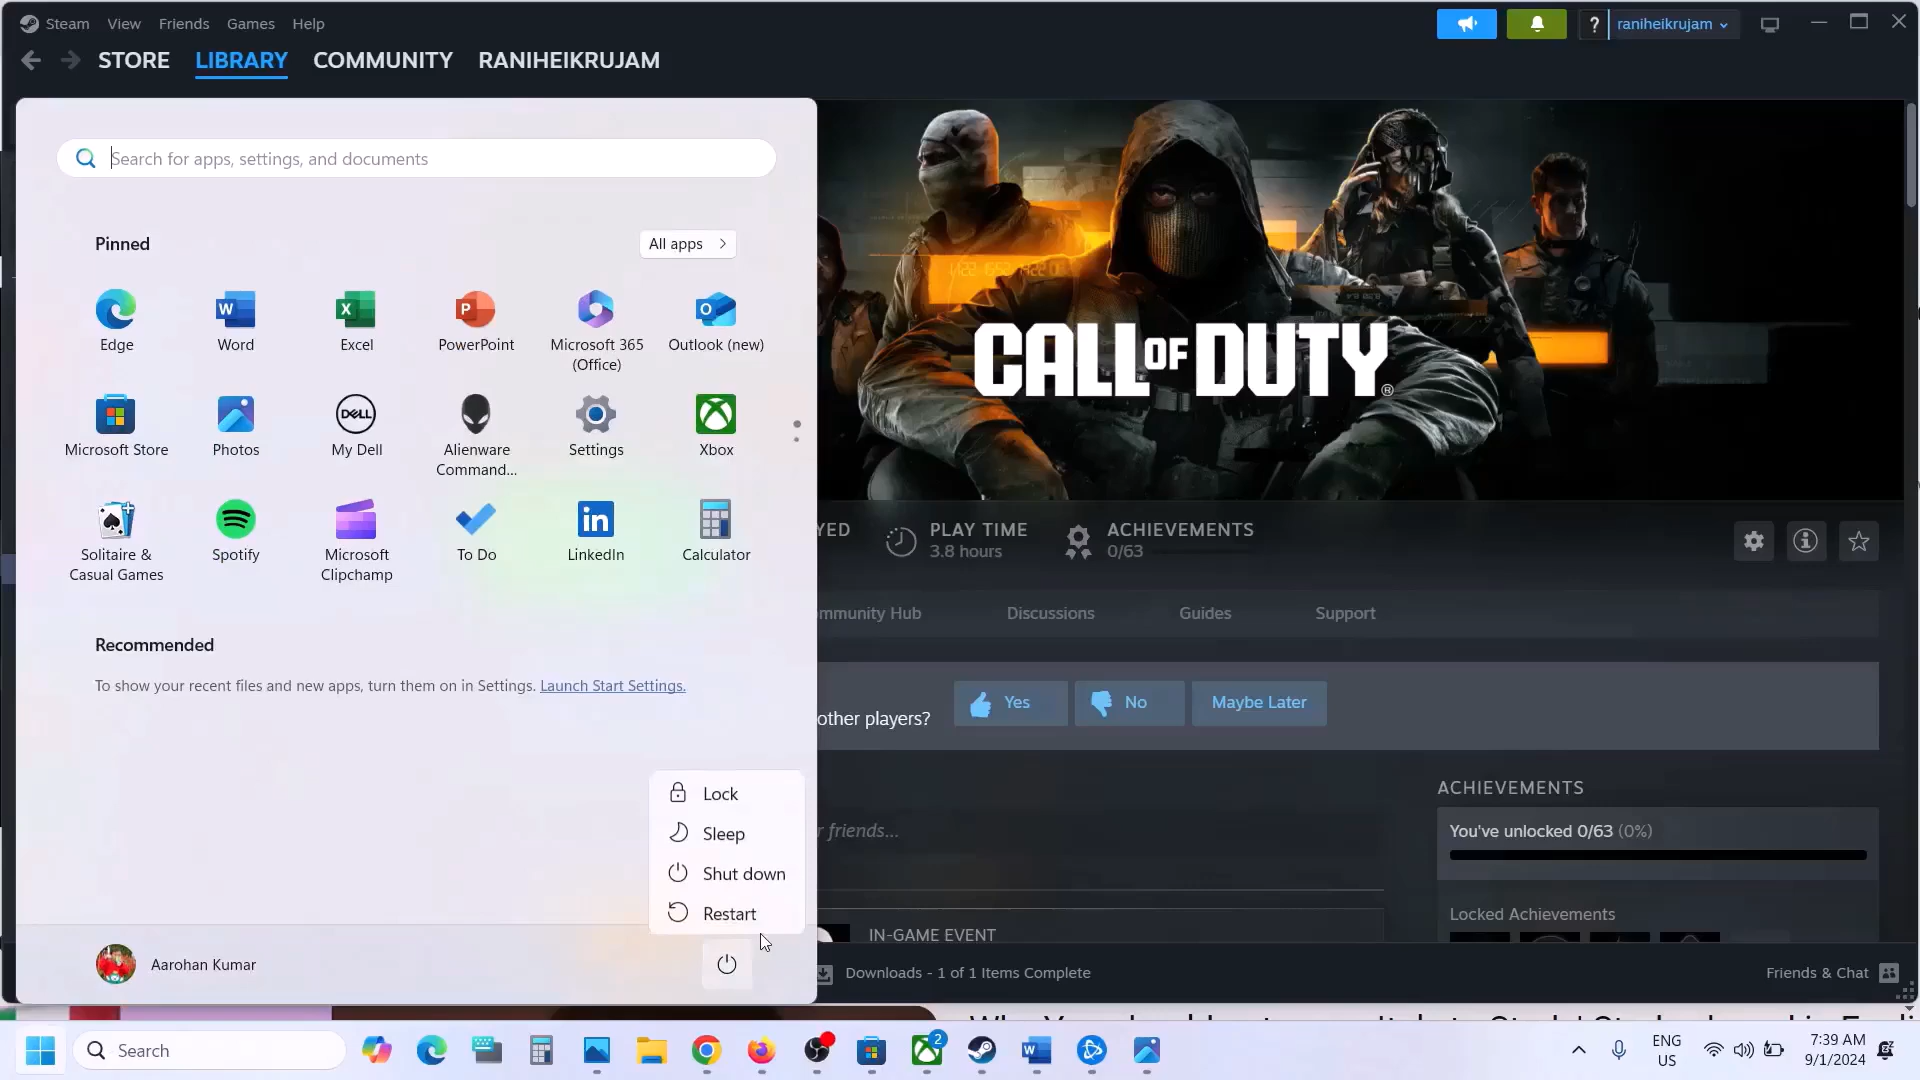 Steam View Friends Games Help
raniheikrujam
STORE LIBRARY COMMUNITY RANIHEIKRUJAM
Search for apps, settings, and documents
Pinned
All apps
Edge
Word
Excel
PowerPoint
Microsoft 365
(Office)
Outlook (new)
Microsoft Store
Photos
My Dell
Alienware
Command...
Settings
Xbox
Solitaire &
Casual Games
Spotify
Microsoft
Clipchamp
To Do
LinkedIn
Calculator
Recommended
To show your recent files and new apps, turn them on in Settings. Launch Start Settings.
Lock
Sleep
Shut down
Restart
Aarohan Kumar
CALL OF DUTY®
YED
PLAY TIME
3.8 hours
ACHIEVEMENTS
0/63
mmunity Hub Discussions Guides Support
other players?
Yes
No
Maybe Later
r friends...
ACHIEVEMENTS
You've unlocked 0/63 (0%)
Locked Achievements
IN-GAME EVENT
Downloads - 1 of 1 Items Complete
Friends & Chat
Search
2
ENG
US
7:39 AM
9/1/2024